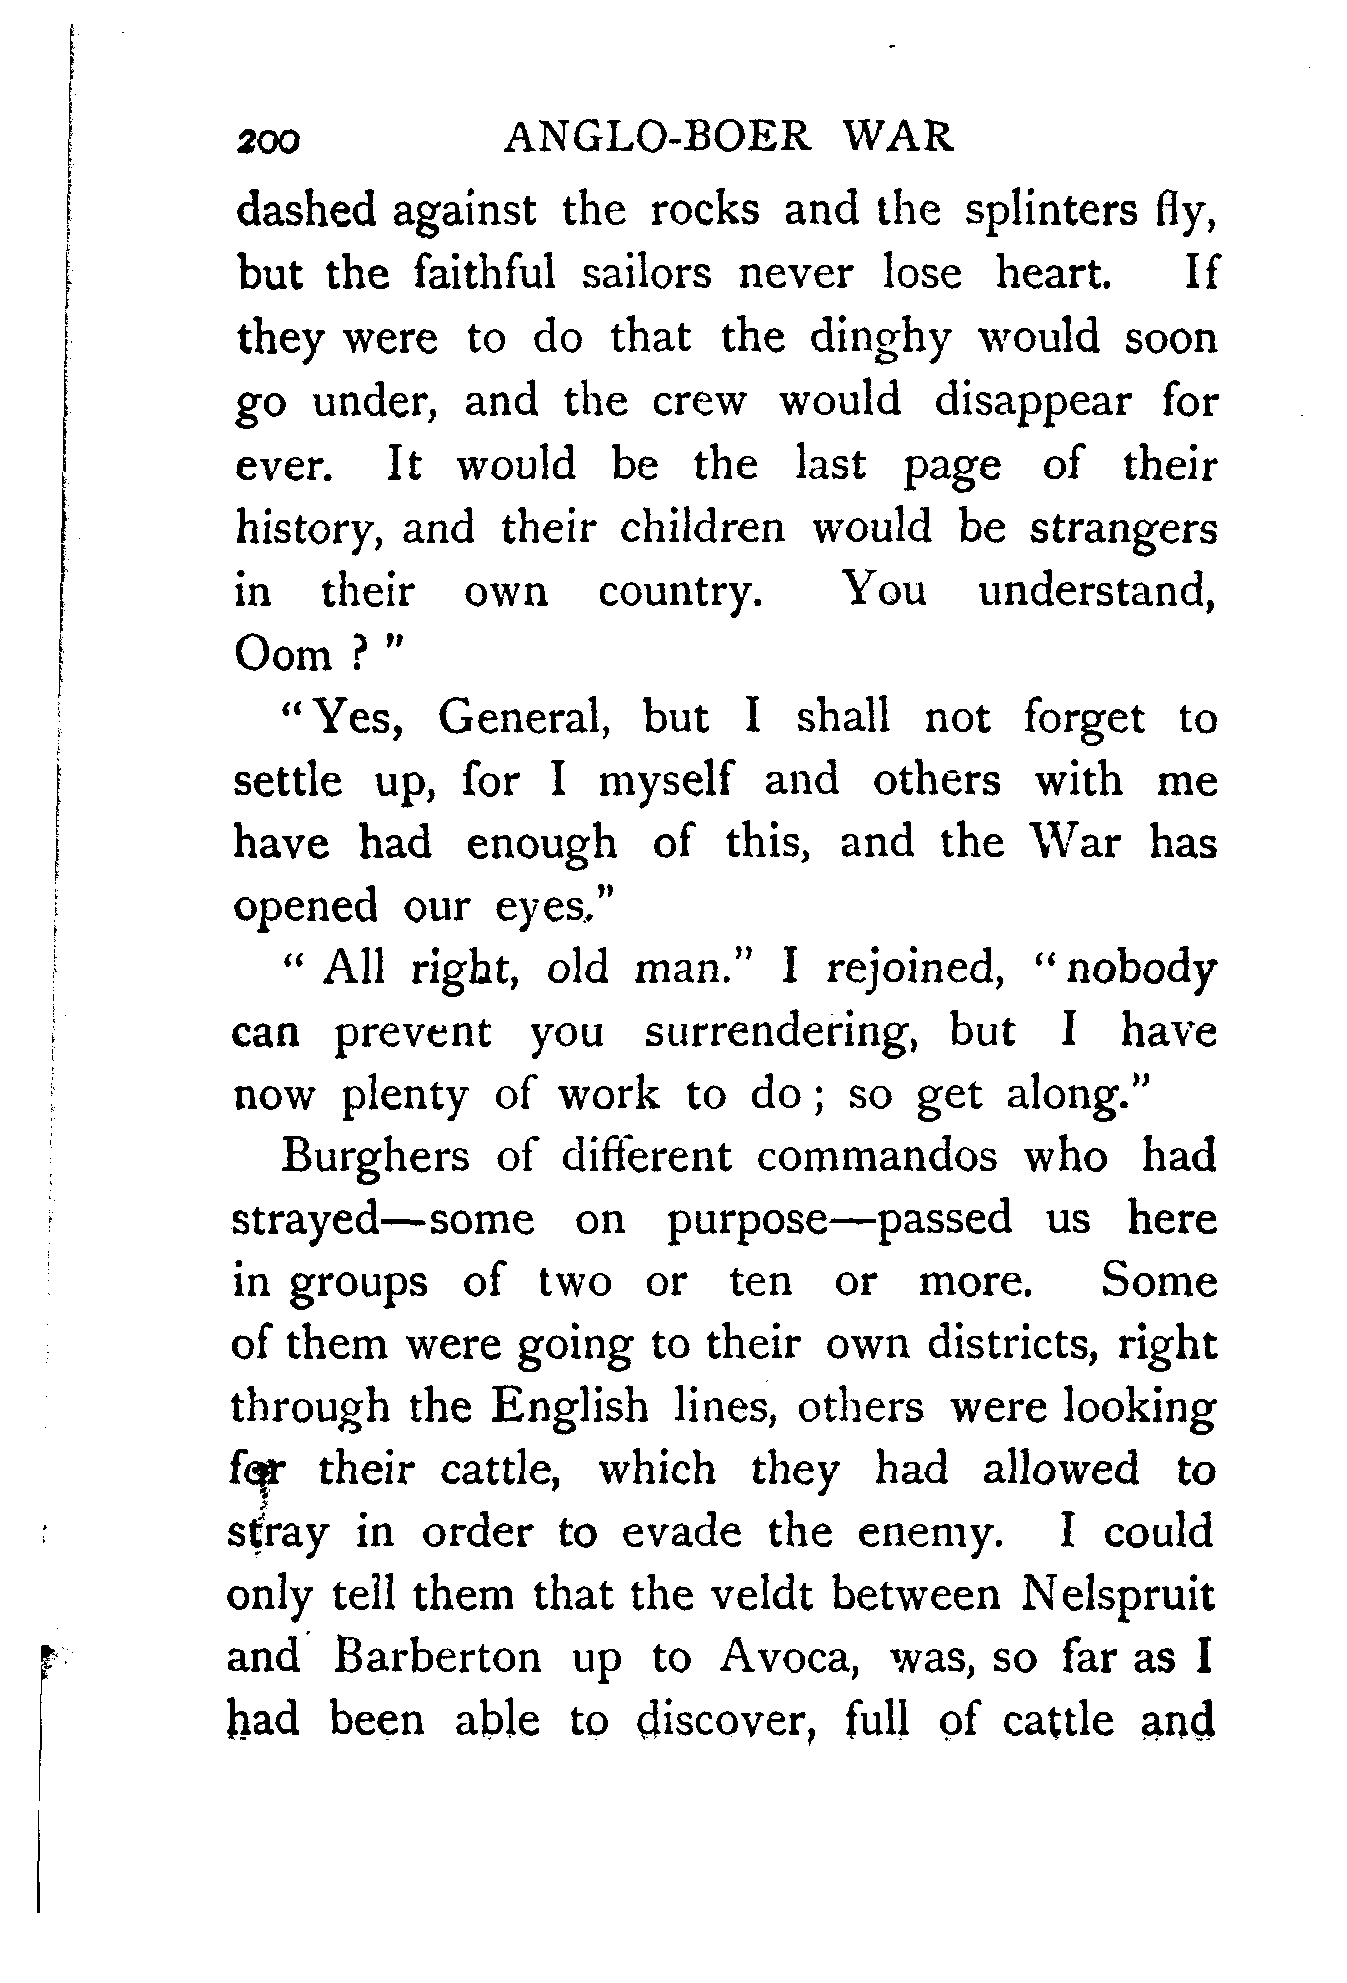 200 ANGLO-BOER WAR
dashed against the rocks and the splinters fly,
but the faithful sailors never lose heart. If
they were to do that the dinghy would soon
go under, and the crew would disappear for
ever. It would be the last page of their
history, and their children would be strangers
in their own country. You understand,
Oom ? "
" Yes, General, but I shall not forget to
settle up, for I myself and others with me
have had enough of this, and the War has
opened our eyes."
" All right, old man." I rejoined, " nobody
can prevent you surrendering, but I have
now plenty of work to do ; so get along."
Burghers of different commandos who had
strayed—some on purpose—passed us here
in groups of two or ten or more. Some
of them were going to their own districts, right
through the English lines, others were looking
for their cattle, which they had allowed to
stray in order to evade the enemy. I could
only tell them that the veldt between Nelspruit
and Barberton up to Avoca, was, so far as I
had been able to discover, full of cattle and